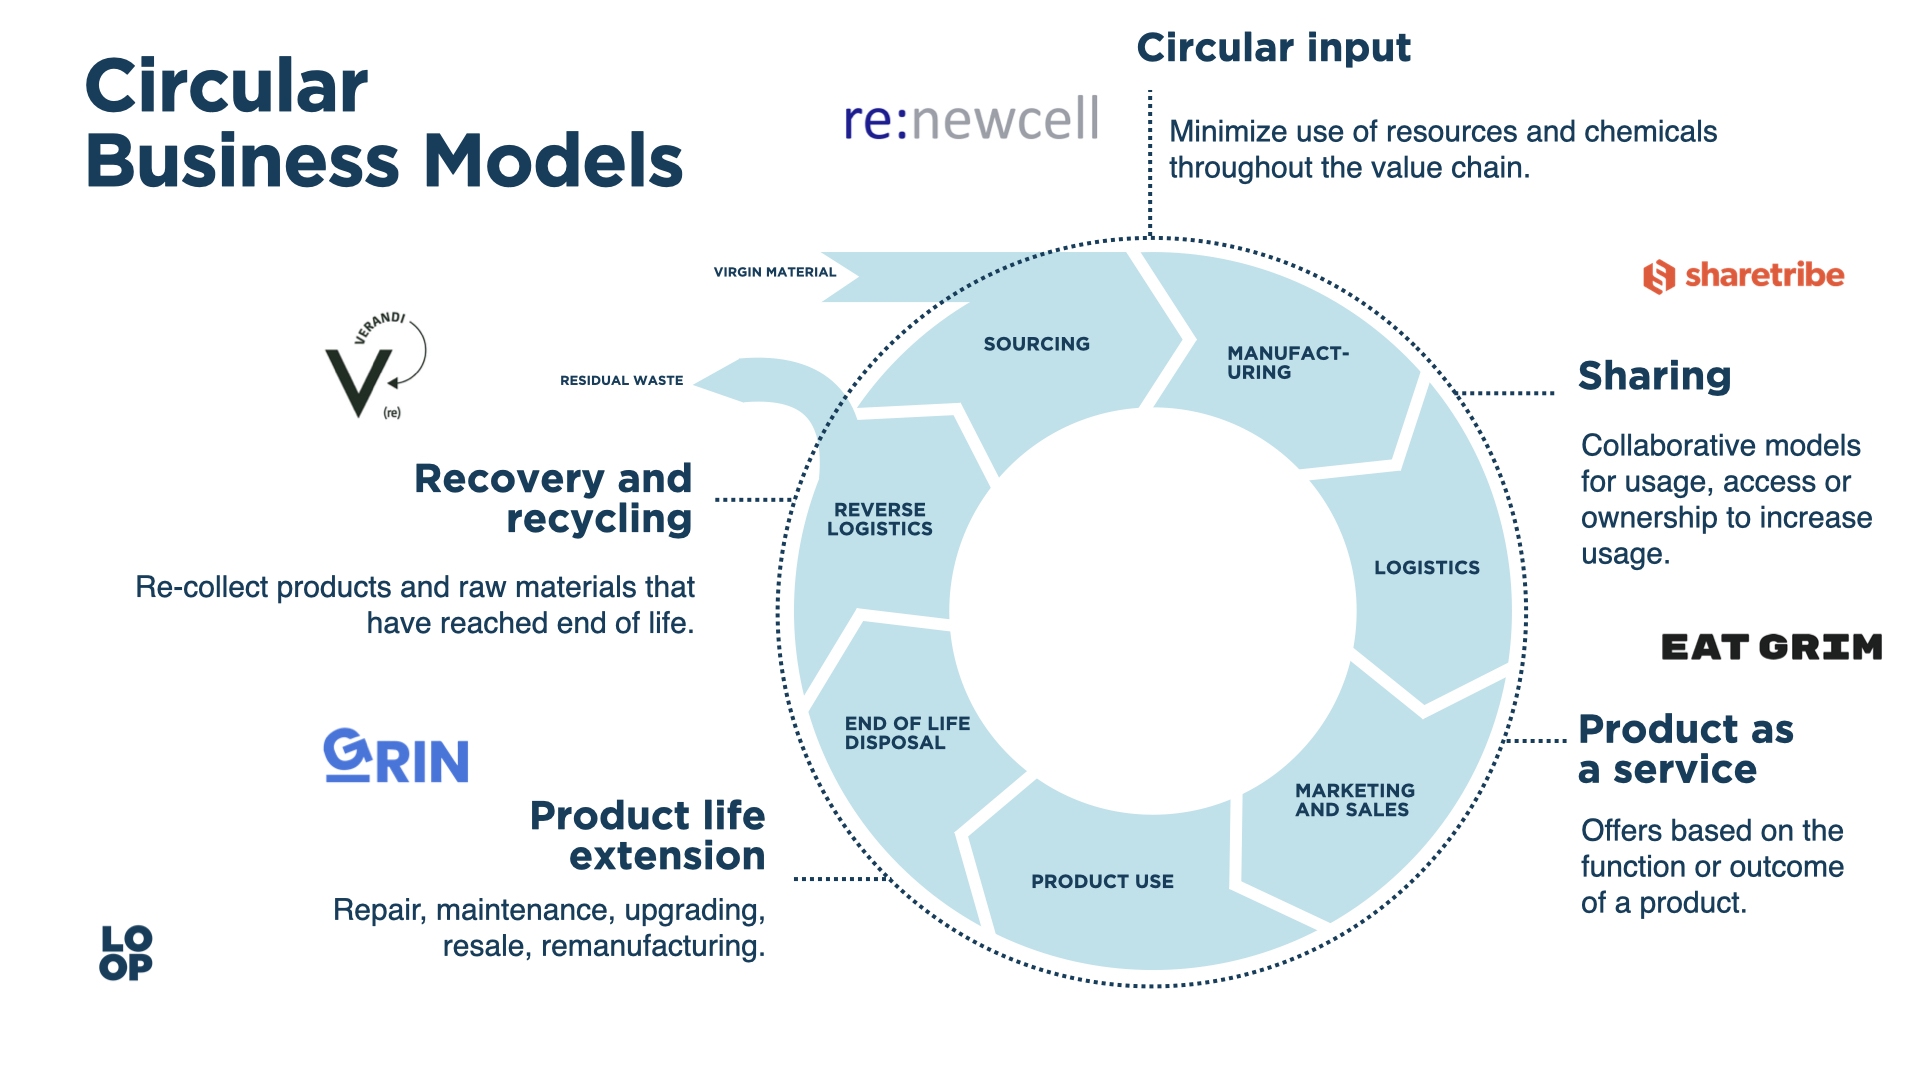 Circular
Business Models
re:newcell
Circular input
Minimize use of resources and chemicals
throughout the value chain.
VIRGIN MATERIAL
RESIDUAL WASTE
SOURCING
MANUFACT-
URING
LOGISTICS
MARKETING
AND SALES
PRODUCT USE
END OF LIFE
DISPOSAL
REVERSE
LOGISTICS
sharetribe
Sharing
Collaborative models
for usage, access or
ownership to increase
usage.
EAT GRIM
Product as
a service
Offers based on the
function or outcome
of a product.
VERANDI
V
(re)
Recovery and
recycling
Re-collect products and raw materials that
have reached end of life.
GRIN
Product life
extension
Repair, maintenance, upgrading,
resale, remanufacturing.
LO
OP